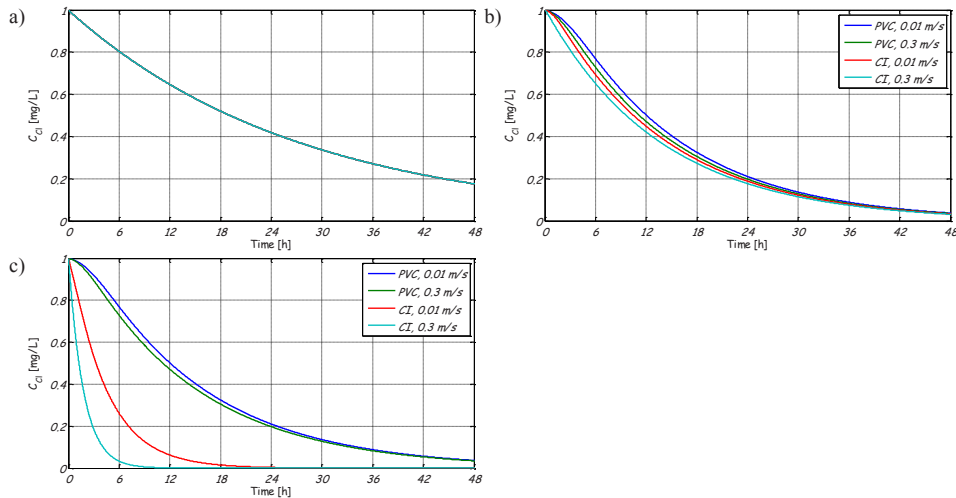 a)
C_Cl [mg/L]
1
0.8
0.6
0.4
0.2
0
0 6 12 18 24 30 36 42 48
Time [h]
b)
C_Cl [mg/L]
1
0.8
0.6
0.4
0.2
0
0 6 12 18 24 30 36 42 48
Time [h]
PVC, 0.01 m/s
PVC, 0.3 m/s
CI, 0.01 m/s
CI, 0.3 m/s
c)
C_Cl [mg/L]
1
0.8
0.6
0.4
0.2
0
0 6 12 18 24 30 36 42 48
Time [h]
PVC, 0.01 m/s
PVC, 0.3 m/s
CI, 0.01 m/s
CI, 0.3 m/s